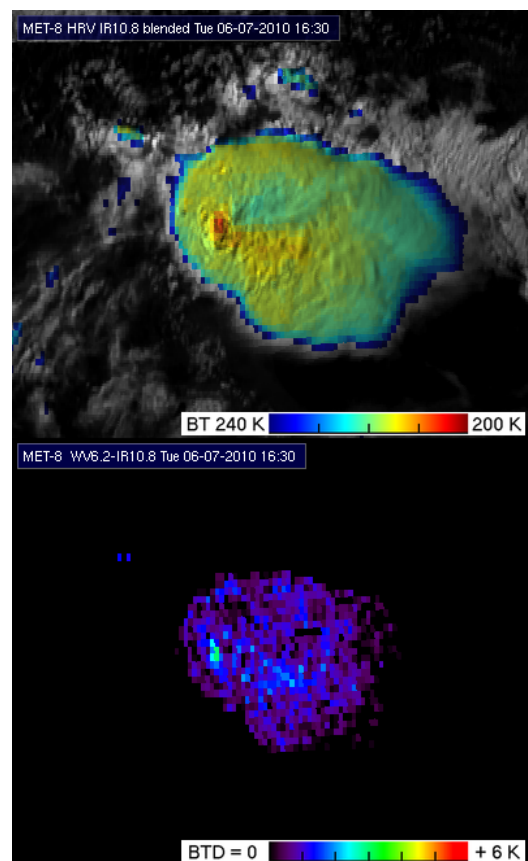 MET-8 HRV IR10.8 blended Tue 06-07-2010 16:30
BT 240 K 200 K
MET-8 WV6.2-IR10.8 Tue 06-07-2010 16:30
BTD = 0 + 6 K